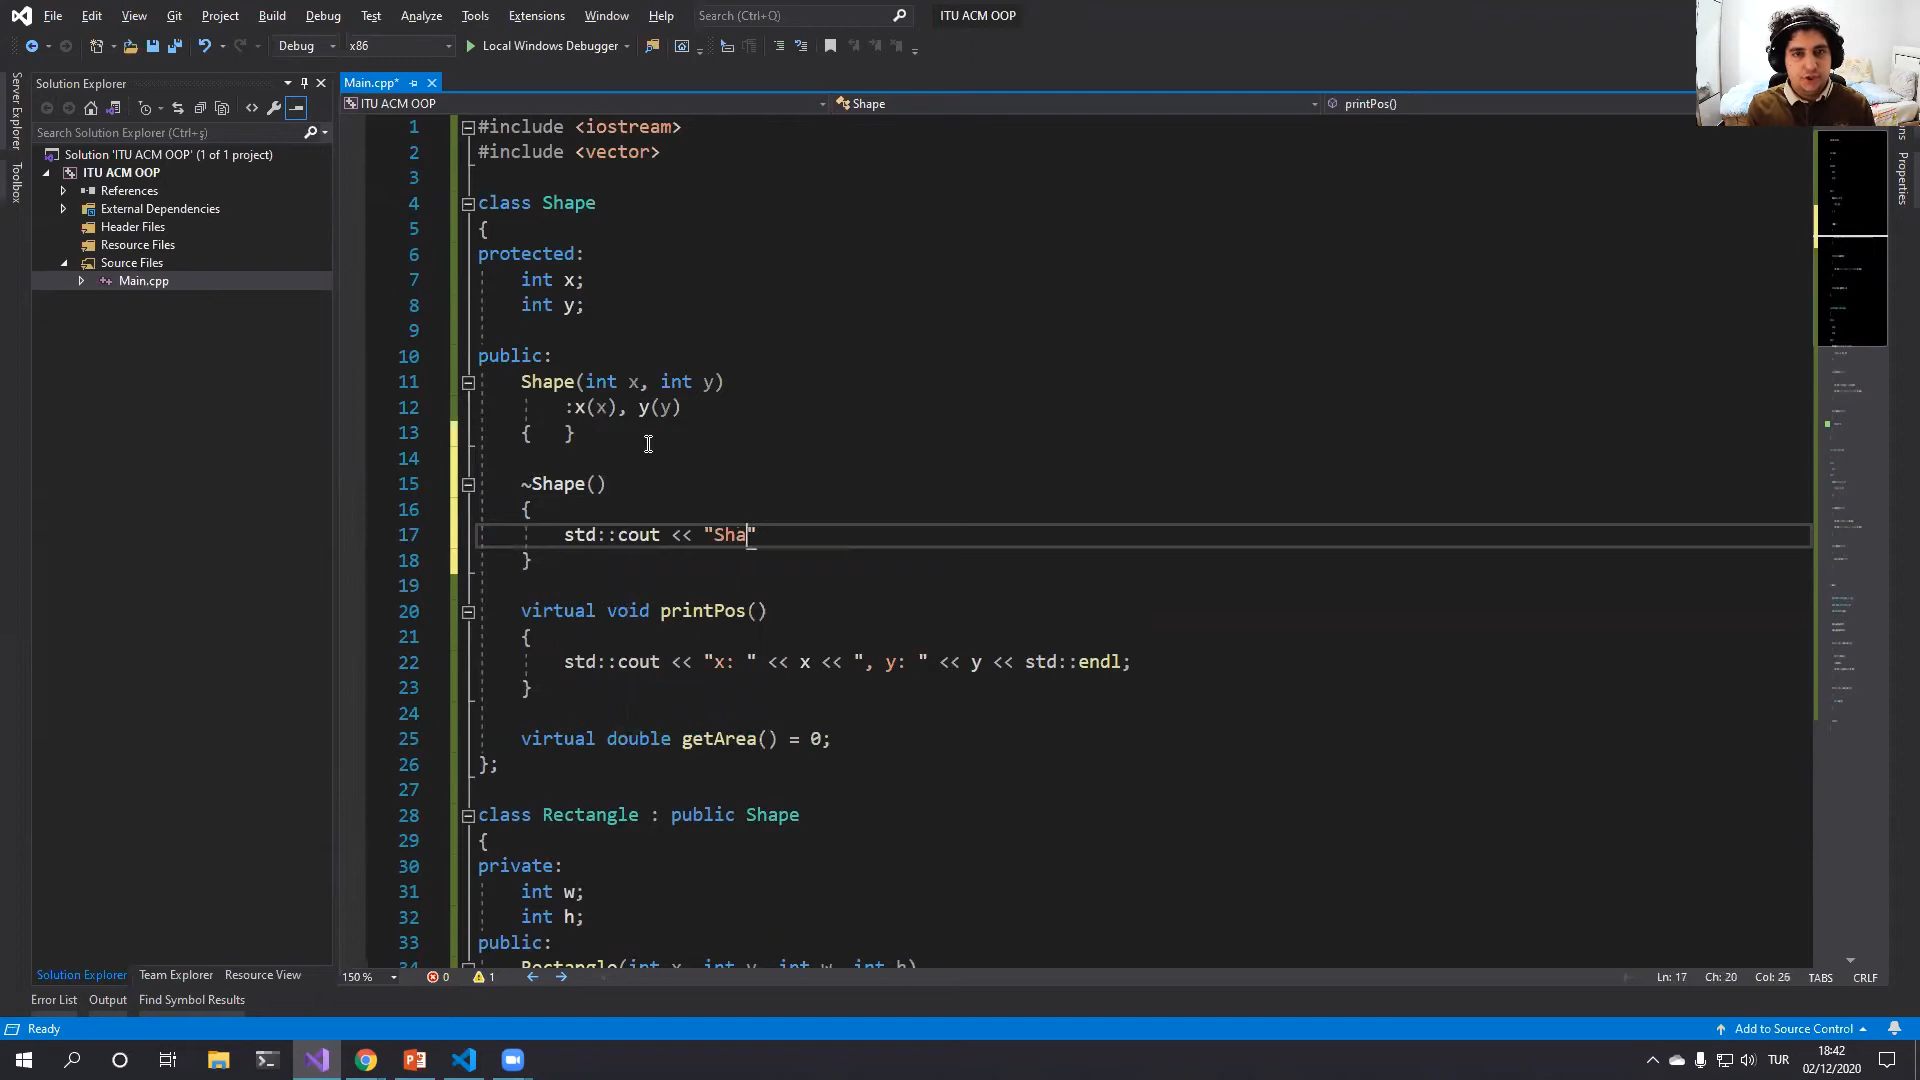 File Edit View Git Project Build Debug Test Analyze Tools Extensions Window Help Search (Ctrl+Q) ITU ACM OOP
Debug x86 Local Windows Debugger
Server Explorer
Toolbox
Solution Explorer
Search Solution Explorer (Ctrl+ş)
Solution 'ITU ACM OOP' (1 of 1 project)
ITU ACM OOP
References
External Dependencies
Header Files
Resource Files
Source Files
Main.cpp
Main.cpp*
ITU ACM OOP Shape printPos()
1 #include <iostream>
2 #include <vector>
3
4 class Shape
5 {
6 protected:
7 int x;
8 int y;
9
10 public:
11 Shape(int x, int y)
12 :x(x), y(y)
13 { }
14
15 ~Shape()
16 {
17 std::cout << "Sha"
18 }
19
20 virtual void printPos()
21 {
22 std::cout << "x: " << x << ", y: " << y << std::endl;
23 }
24
25 virtual double getArea() = 0;
26 };
27
28 class Rectangle : public Shape
29 {
30 private:
31 int w;
32 int h;
33 public:
34 Rectangle(int x, int y, int w, int h)
Properties
Solution Explorer Team Explorer Resource View
150 % 0 1 Ln: 17 Ch: 20 Col: 26 TABS CRLF
Error List Output Find Symbol Results
Ready Add to Source Control
TUR
18:42
02/12/2020